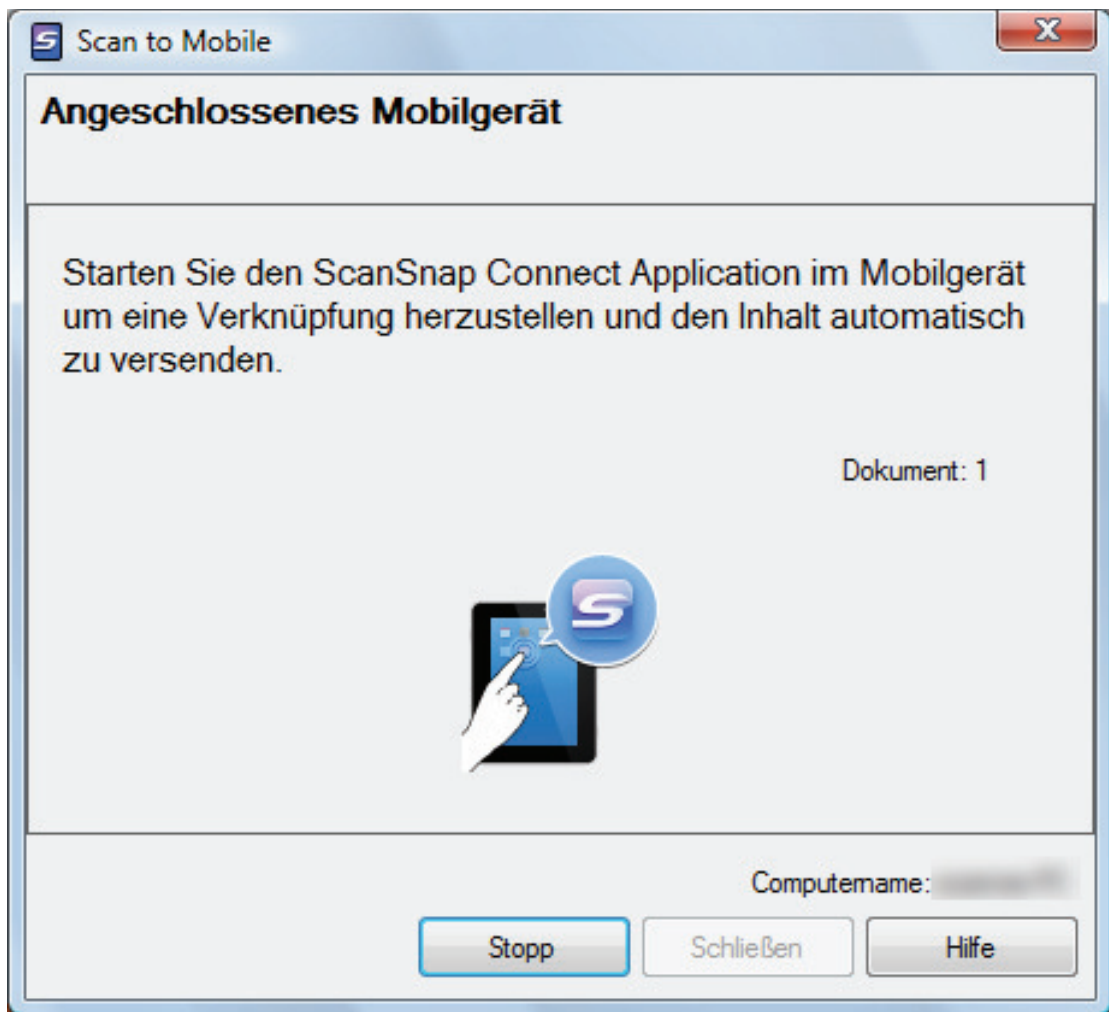 Scan to Mobile
Angeschlossenes Mobilgerät
Starten Sie den ScanSnap Connect Application im Mobilgerät
um eine Verknüpfung herzustellen und den Inhalt automatisch
zu versenden.
Dokument: 1
Computername:
Stopp
Schließen
Hilfe